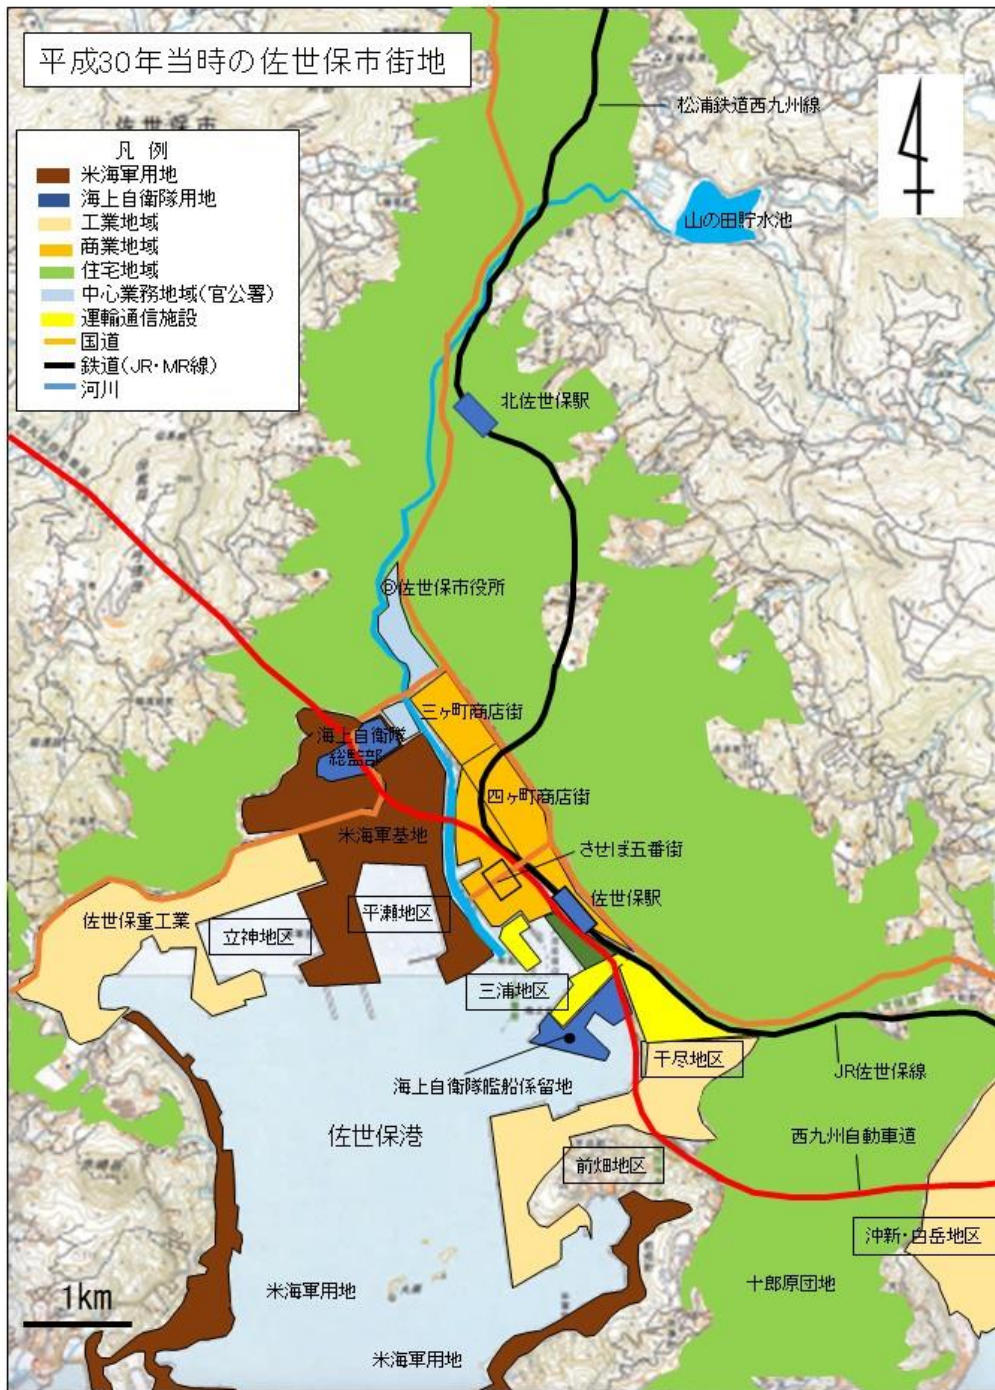 平成30年当時の佐世保市街地
佐世保市
凡 例
米海軍用地
海上自衛隊用地
工業地域
商業地域
住宅地域
中心業務地域(官公署)
運輸通信施設
国道
鉄道(JR・MR線)
河川
松浦鉄道西九州線
山の田貯水池
北佐世保駅
◎佐世保市役所
三ヶ町商店街
海上自衛隊
総監部
四ヶ町商店街
米海軍基地
させぼ五番街
佐世保駅
佐世保重工業
平瀬地区
立神地区
三浦地区
干尽地区
JR佐世保線
海上自衛隊艦船係留地
佐世保港
西九州自動車道
前畑地区
沖新・白岳地区
十郎原団地
米海軍用地
1km
米海軍用地